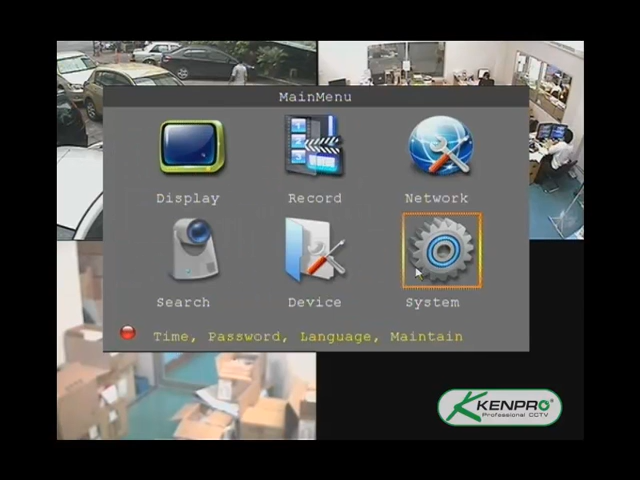 MainMenu
Display Record Network
Search Device System
Time, Password, Language, Maintain
KENPRO®
Professional CCTV